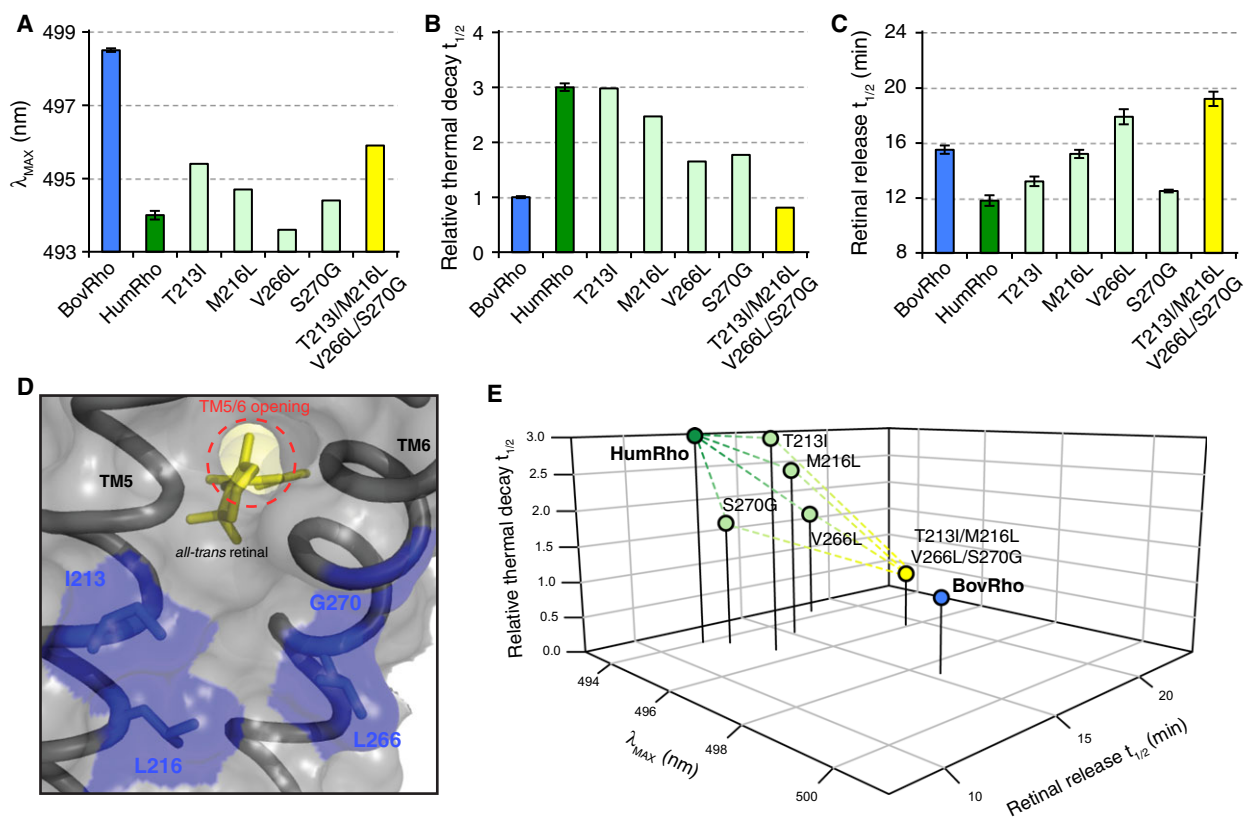 A
499
497
495
493
λMAX (nm)
BovRho
HumRho
T213I
M216L
V266L
S270G
T213I/M216L
V266L/S270G
B
4
3
2
1
0
Relative thermal decay t1/2
BovRho
HumRho
T213I
M216L
V266L
S270G
T213I/M216L
V266L/S270G
C
24
20
16
12
8
Retinal release t1/2 (min)
BovRho
HumRho
T213I
M216L
V266L
S270G
T213I/M216L
V266L/S270G
D
TM5/6 opening
TM6
TM5
all-trans retinal
I213
G270
L266
L216
E
3.0
2.5
2.0
1.5
1.0
0.5
0.0
Relative thermal decay t1/2
HumRho
T213I
M216L
S270G
V266L
T213I/M216L
V266L/S270G
BovRho
494
496
498
500
λMAX (nm)
10
15
20
Retinal release t1/2 (min)